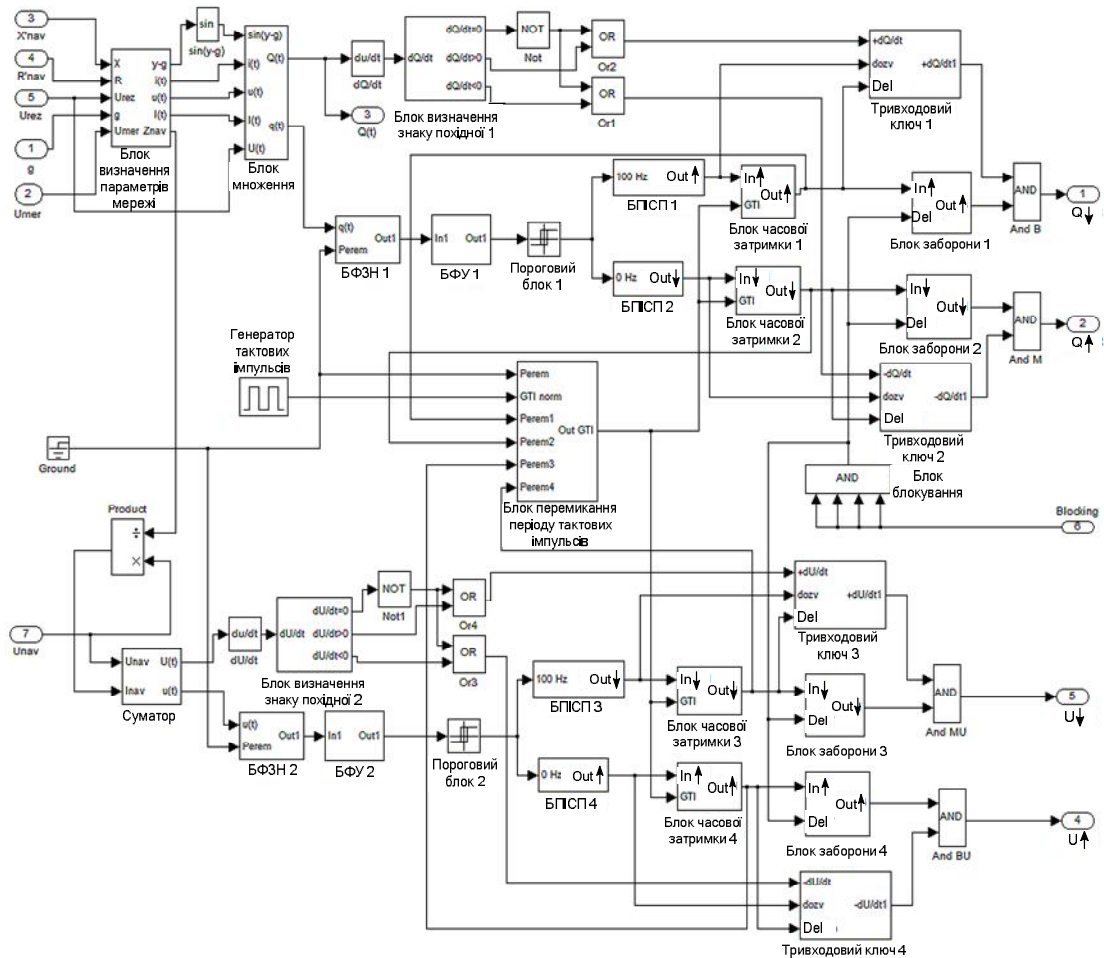 3
X'nav
4
R'nav
5
Urez
1
g
2
Umer
X
R
Urez
g
Umer
y-g
i(t)
u(t)
I(t)
Znav
Блок
визначення
параметрів
мережі
sin
sin(y-g)
sin(y-g)
i(t)
u(t)
I(t)
U(t)
Q(t)
q(t)
Блок
множення
du/dt
dQ/dt
3
Q(t)
dQ/dt
dQ/dt=0
dQ/dt>0
dQ/dt<0
Блок визначення
знаку похідної 1
NOT
Not
OR
Or2
OR
Or1
+dQ/dt
dozv
Del
+dQ/dt1
Тривходовий
ключ 1
q(t)
Perem
Out1
БФЗН 1
In1
Out1
БФУ 1
Пороговий
блок 1
100 Hz
Out↑
БПІСП 1
0 Hz
Out↓
БПІСП 2
In↑
Out↑
GTI
Блок часової
затримки 1
In↓
Out↓
GTI
Блок часової
затримки 2
In↑
Out↑
Del
Блок заборони 1
AND
And B
1
Q↓
In↓
Out↓
Del
Блок заборони 2
AND
And M
2
Q↑
-dQ/dt
dozv
Del
-dQ/dt1
Тривходовий
ключ 2
Генератор
тактових
імпульсів
Ground
Perem
GTI norm
Perem1
Perem2
Perem3
Perem4
Out GTI
Блок перемикання
періоду тактових
імпульсів
AND
Блок
блокування
Blocking
6
Product
÷
×
7
Unav
Unav
Inav
U(t)
u(t)
Суматор
du/dt
dU/dt
dU/dt
dU/dt=0
dU/dt>0
dU/dt<0
Блок визначення
знаку похідної 2
NOT
Not1
OR
Or4
OR
Or3
+dU/dt
dozv
Del
+dU/dt1
Тривходовий
ключ 3
u(t)
Perem
Out1
БФЗН 2
In1
Out1
БФУ 2
Пороговий
блок 2
100 Hz
Out↓
БПІСП 3
0 Hz
Out↑
БПІСП 4
In↓
Out↓
GTI
Блок часової
затримки 3
In↑
Out↑
GTI
Блок часової
затримки 4
In↓
Out↓
Del
Блок заборони 3
AND
And MU
5
U↓
In↑
Out↑
Del
Блок заборони 4
AND
And BU
4
U↑
-dU/dt
dozv
Del
-dU/dt1
Тривходовий ключ 4